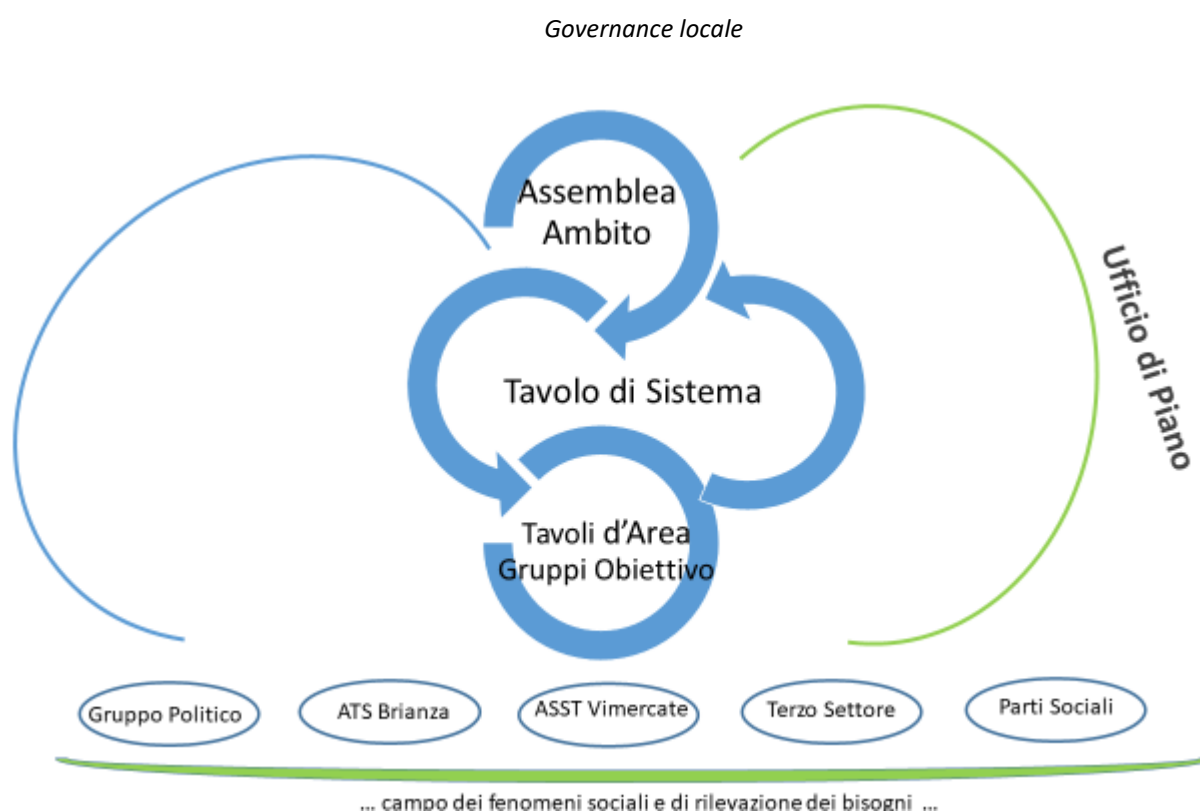 Governance locale
Assemblea
Ambito
Tavolo di Sistema
Tavoli d'Area
Gruppi Obiettivo
Ufficio di Piano
Gruppo Politico
ATS Brianza
ASST Vimercate
Terzo Settore
Parti Sociali
... campo dei fenomeni sociali e di rilevazione dei bisogni ...